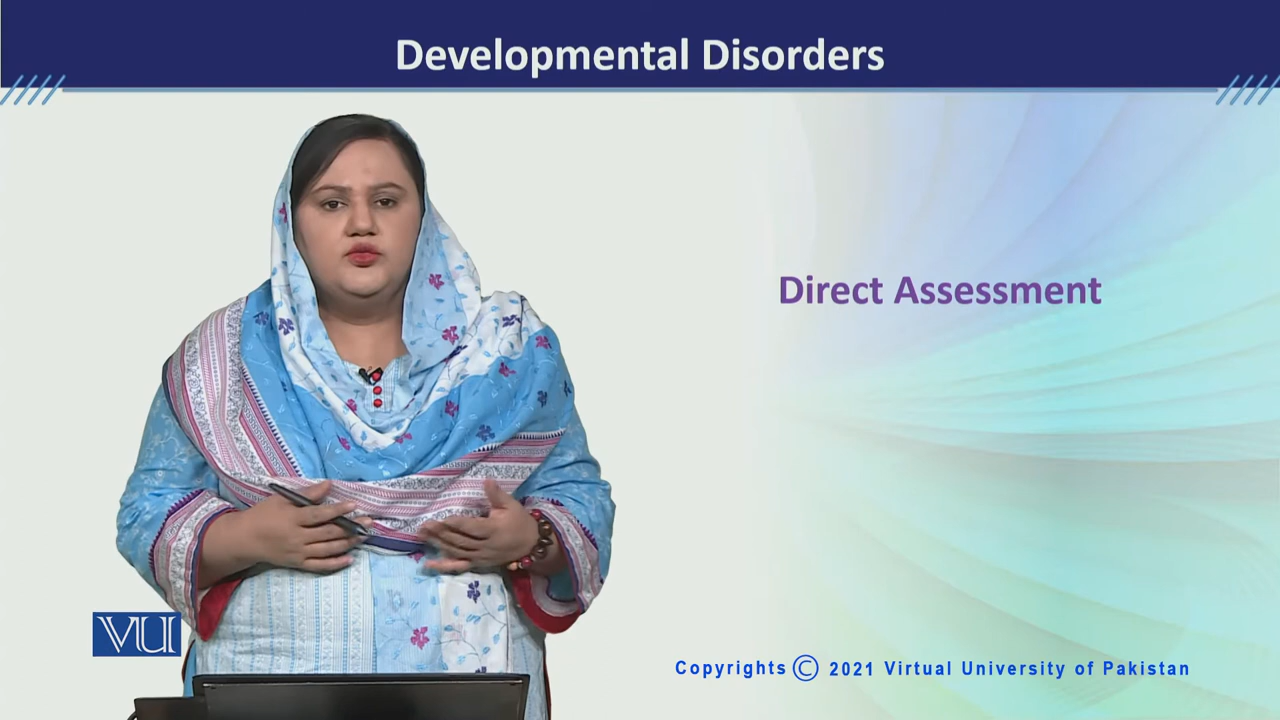 Developmental Disorders
Direct Assessment
VU
Copyrights © 2021 Virtual University of Pakistan